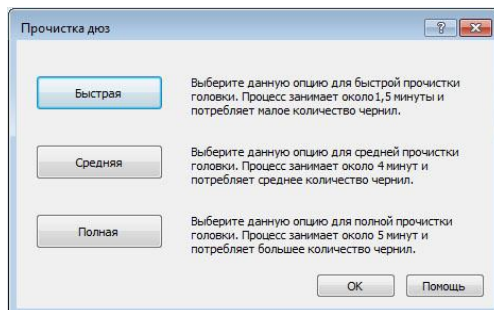 Прочистка дюз
Быстрая
Выберите данную опцию для быстрой прочистки
головки. Процесс занимает около1,5 минуты и
потребляет малое количество чернил.
Средняя
Выберите данную опцию для средней прочистки
головки. Процесс занимает около 4 минут и
потребляет среднее количество чернил.
Полная
Выберите данную опцию для полной прочистки
головки. Процесс занимает около 5 минут и
потребляет большее количество чернил.
OK
Помощь